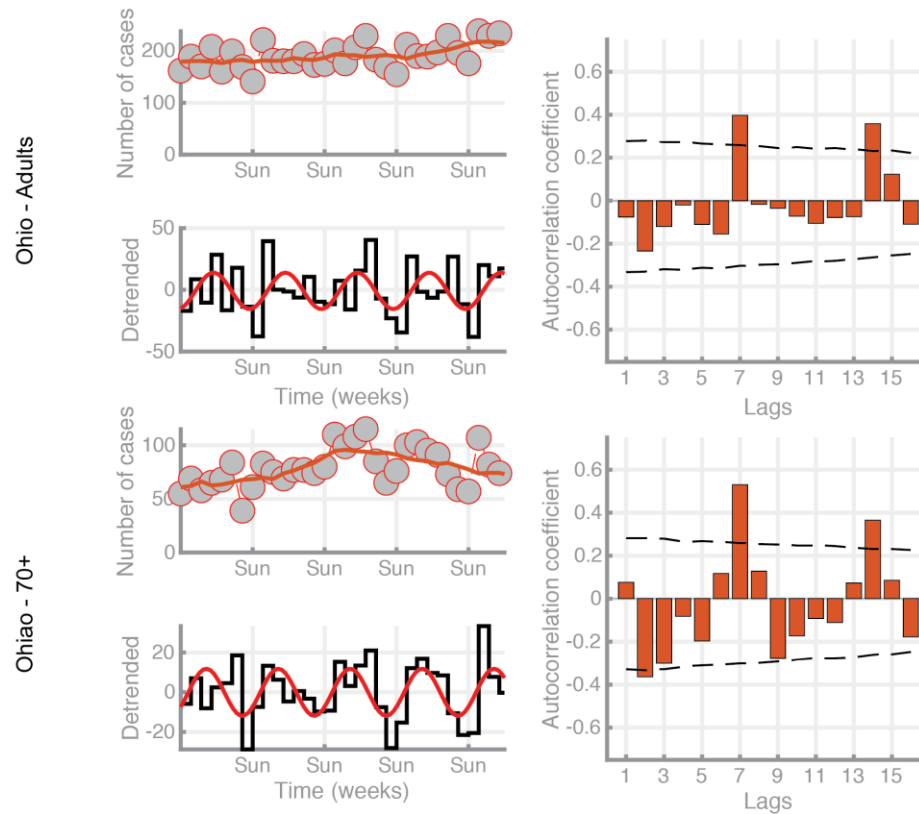 Ohio - Adults
Number of cases
200
100
0
Sun Sun Sun Sun
Detrended
50
0
-50
Sun Sun Sun Sun
Time (weeks)
Autocorrelation coefficient
0.6
0.4
0.2
0
-0.2
-0.4
-0.6
1 3 5 7 9 11 13 15
Lags
Ohiao - 70+
Number of cases
100
50
0
Sun Sun Sun Sun
Detrended
20
0
-20
Sun Sun Sun Sun
Time (weeks)
Autocorrelation coefficient
0.6
0.4
0.2
0
-0.2
-0.4
-0.6
1 3 5 7 9 11 13 15
Lags